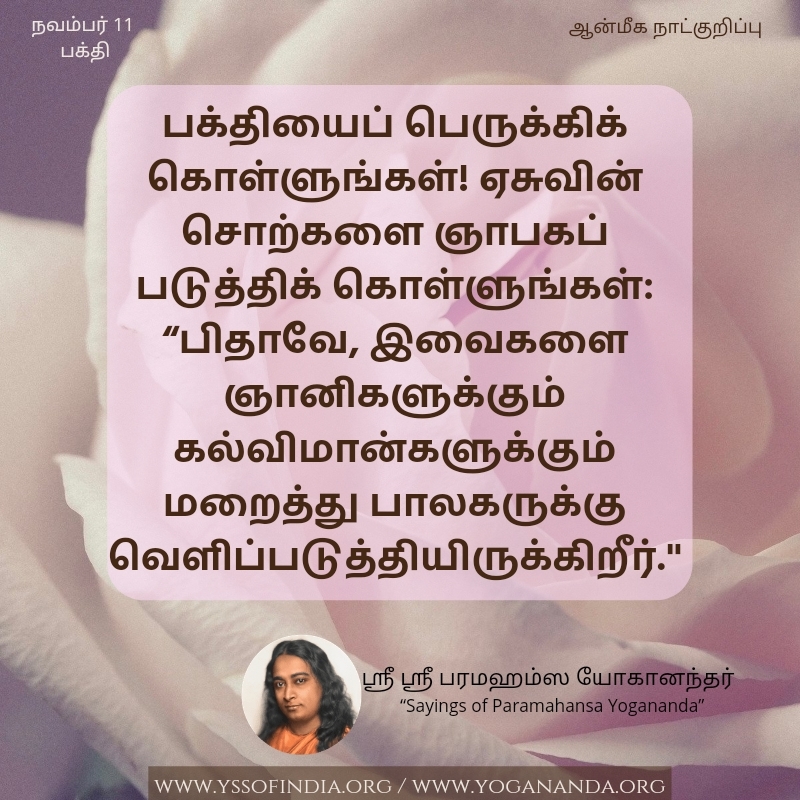 நவம்பர் 11
பக்தி
ஆன்மீக நாட்குறிப்பு
பக்தியைப் பெருக்கிக்
கொள்ளுங்கள்! ஏசுவின்
சொற்களை ஞாபகப்
படுத்திக் கொள்ளுங்கள்:
“பிதாவே, இவைகளை
ஞானிகளுக்கும்
கல்விமான்களுக்கும்
மறைத்து பாலகருக்கு
வெளிப்படுத்தியிருக்கிறீர்."
ஸ்ரீ ஸ்ரீ பரமஹம்ஸ யோகானந்தர்
“Sayings of Paramahansa Yogananda”
WWW.YSSOFINDIA.ORG / WWW.YOGANANDA.ORG